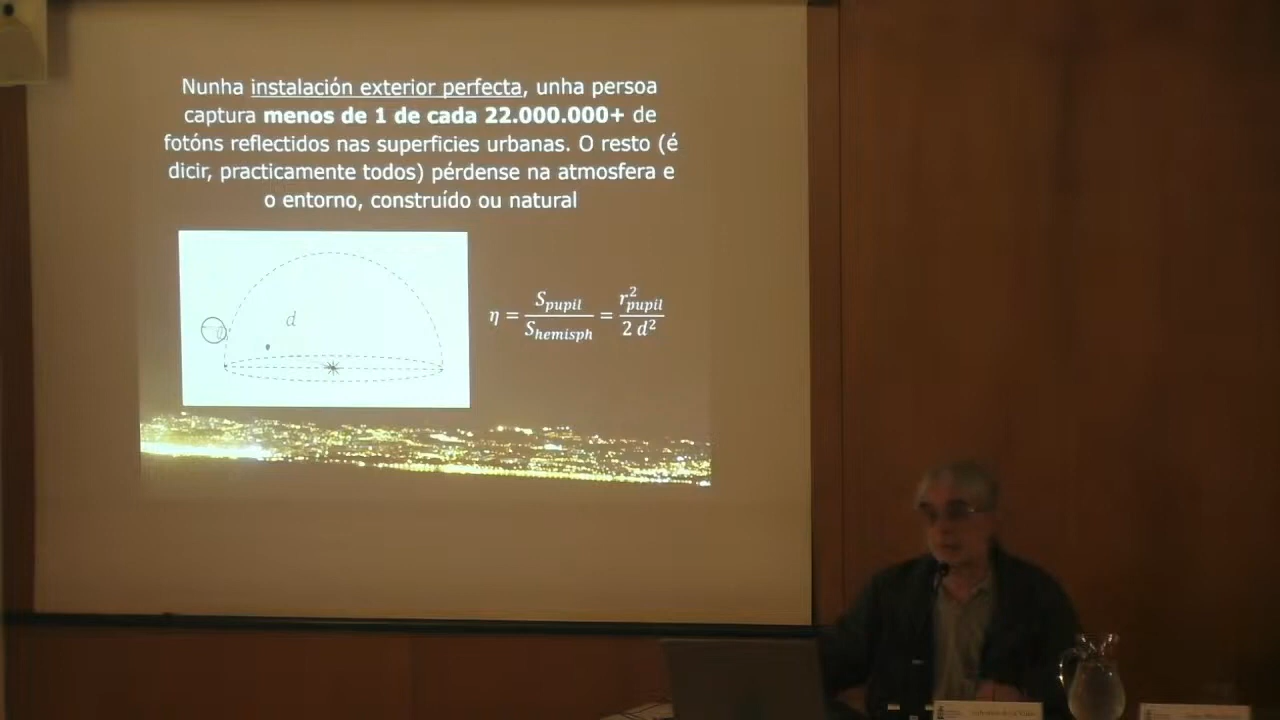 Nunha instalación exterior perfecta, unha persoa
captura menos de 1 de cada 22.000.000+ de
fotóns reflectidos nas superficies urbanas. O resto (é
dicir, practicamente todos) pérdense na atmosfera e
o entorno, construído ou natural
d
η = S_pupil / S_hemisph = r²_pupil / 2 d²